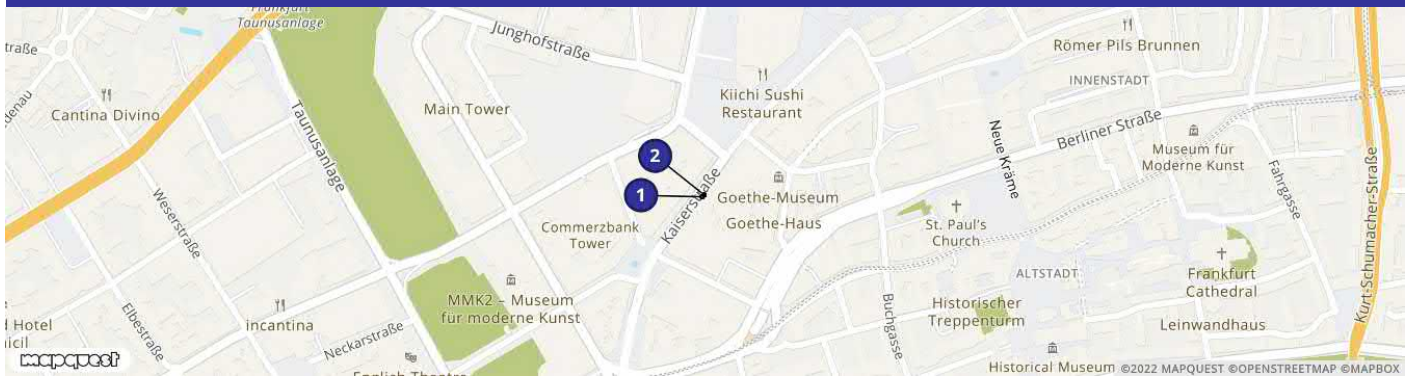 Frankfurt
Taunusanlage
Junghofstraße
Römer Pils Brunnen
INNENSTADT
Cantina Divino
Main Tower
Kiichi Sushi
Restaurant
Taunusanlage
Berliner Straße
Neue Kräme
Museum für
Moderne Kunst
Fahrgasse
Kurt-Schumacher-Straße
2
1
Weserstraße
Kaiserstraße
Goethe-Museum
Goethe-Haus
Commerzbank
Tower
St. Paul's
Church
ALTSTADT
Frankfurt
Cathedral
MMK2 – Museum
für moderne Kunst
Buchgasse
Historischer
Treppenturm
Leinwandhaus
Elbestraße
incantina
Neckarstraße
Hotel
mapquest
English Theatre
Historical Museum
©2022 MAPQUEST ©OPENSTREETMAP ©MAPBOX